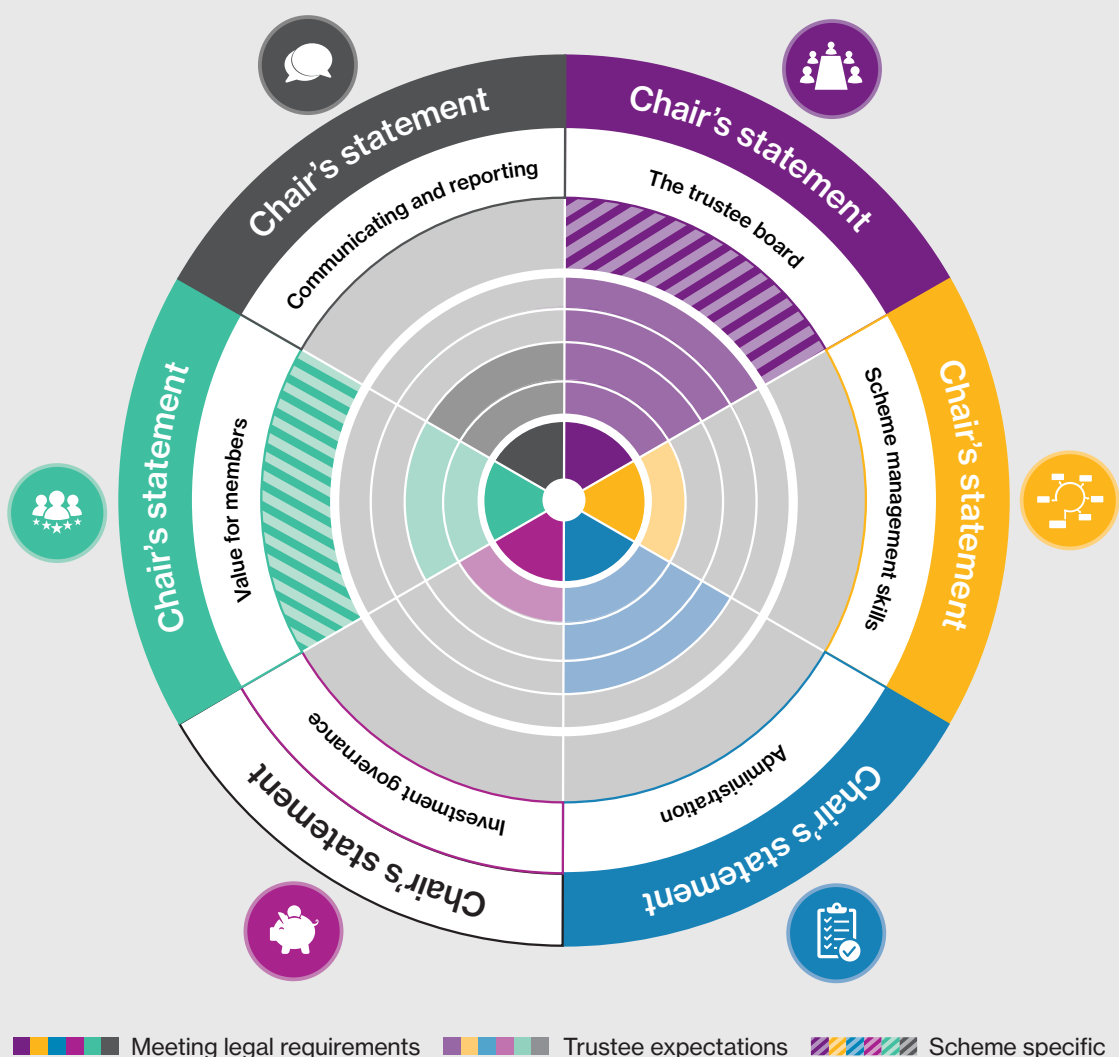 Chair’s statement
Communicating and reporting
Chair’s statement
The trustee board
Chair’s statement
Scheme management skills
Chair’s statement
Administration
Chair’s statement
Investment governance
Chair’s statement
Value for members
Meeting legal requirements
Trustee expectations
Scheme specific